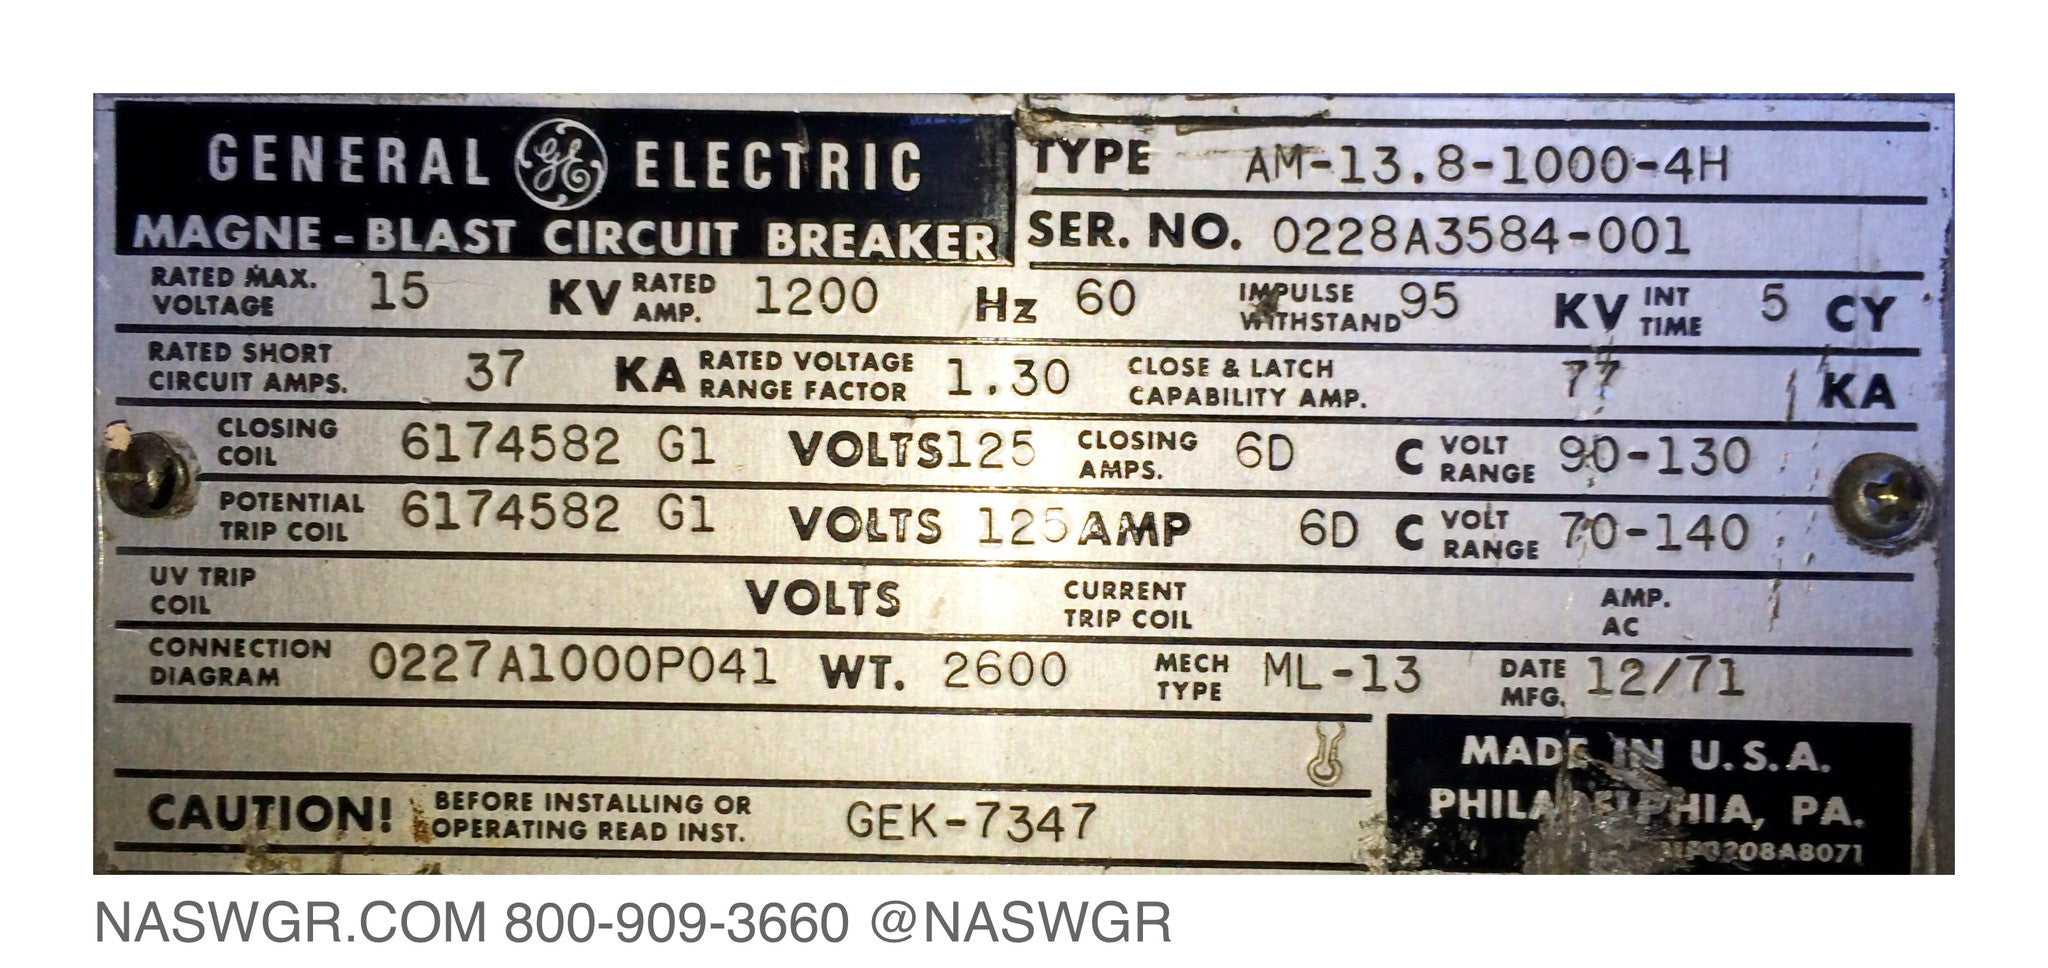 GENERAL GE ELECTRIC
MAGNE-BLAST CIRCUIT BREAKER
TYPE AM-13.8-1000-4H
SER. NO. 0228A3584-001
RATED MAX. VOLTAGE 15 KV RATED AMP. 1200 Hz 60 IMPULSE WITHSTAND 95 KV INT TIME 5 CY
RATED SHORT CIRCUIT AMPS. 37 KA RATED VOLTAGE RANGE FACTOR 1.30 CLOSE & LATCH CAPABILITY AMP. 77 KA
CLOSING COIL 6174582 G1 VOLTS 125 CLOSING AMPS. 6D C VOLT RANGE 90-130
POTENTIAL TRIP COIL 6174582 G1 VOLTS 125 AMP 6D C VOLT RANGE 70-140
UV TRIP COIL VOLTS CURRENT TRIP COIL AMP. AC
CONNECTION DIAGRAM 0227A1000P041 WT. 2600 MECH TYPE ML-13 DATE MFG. 12/71
CAUTION! BEFORE INSTALLING OR OPERATING READ INST. GEK-7347
MADE IN U.S.A.
PHILADELPHIA, PA.
NASWGR.COM 800-909-3660 @NASWGR